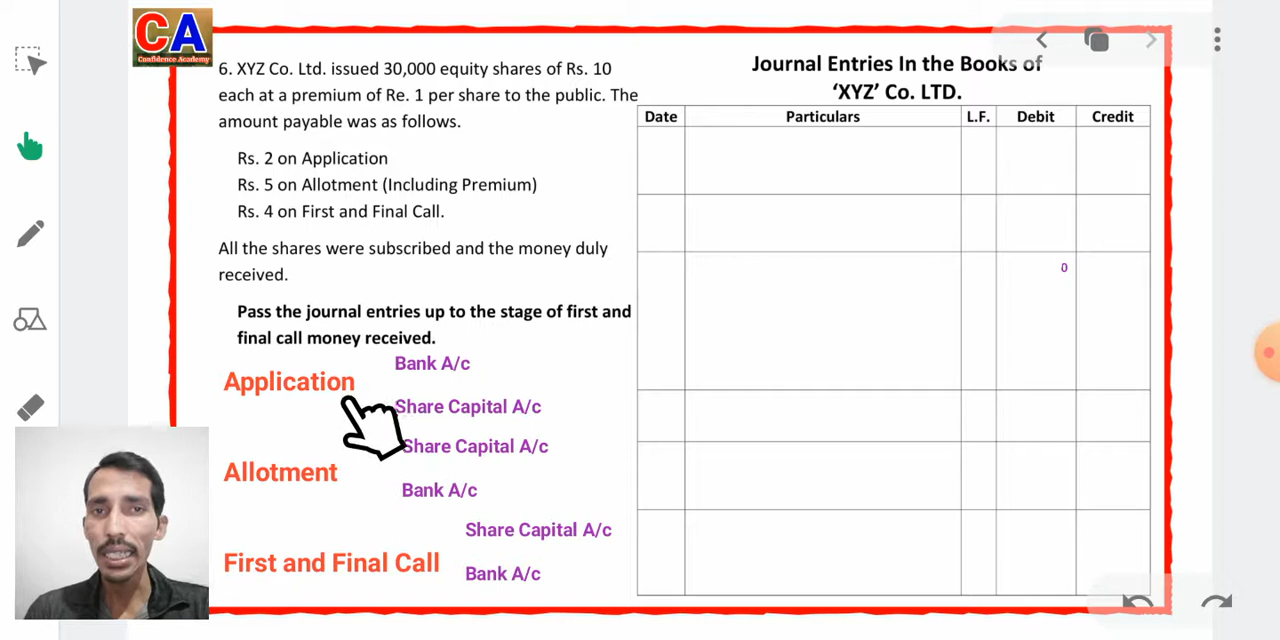 CA
Confidence Academy
6. XYZ Co. Ltd. issued 30,000 equity shares of Rs. 10
each at a premium of Re. 1 per share to the public. The
amount payable was as follows.
Rs. 2 on Application
Rs. 5 on Allotment (Including Premium)
Rs. 4 on First and Final Call.
All the shares were subscribed and the money duly
received.
Pass the journal entries up to the stage of first and
final call money received.
Application
Bank A/c
Share Capital A/c
Allotment
Share Capital A/c
Bank A/c
First and Final Call
Share Capital A/c
Bank A/c
Journal Entries In the Books of
‘XYZ’ Co. LTD.
Date Particulars L.F. Debit Credit
0